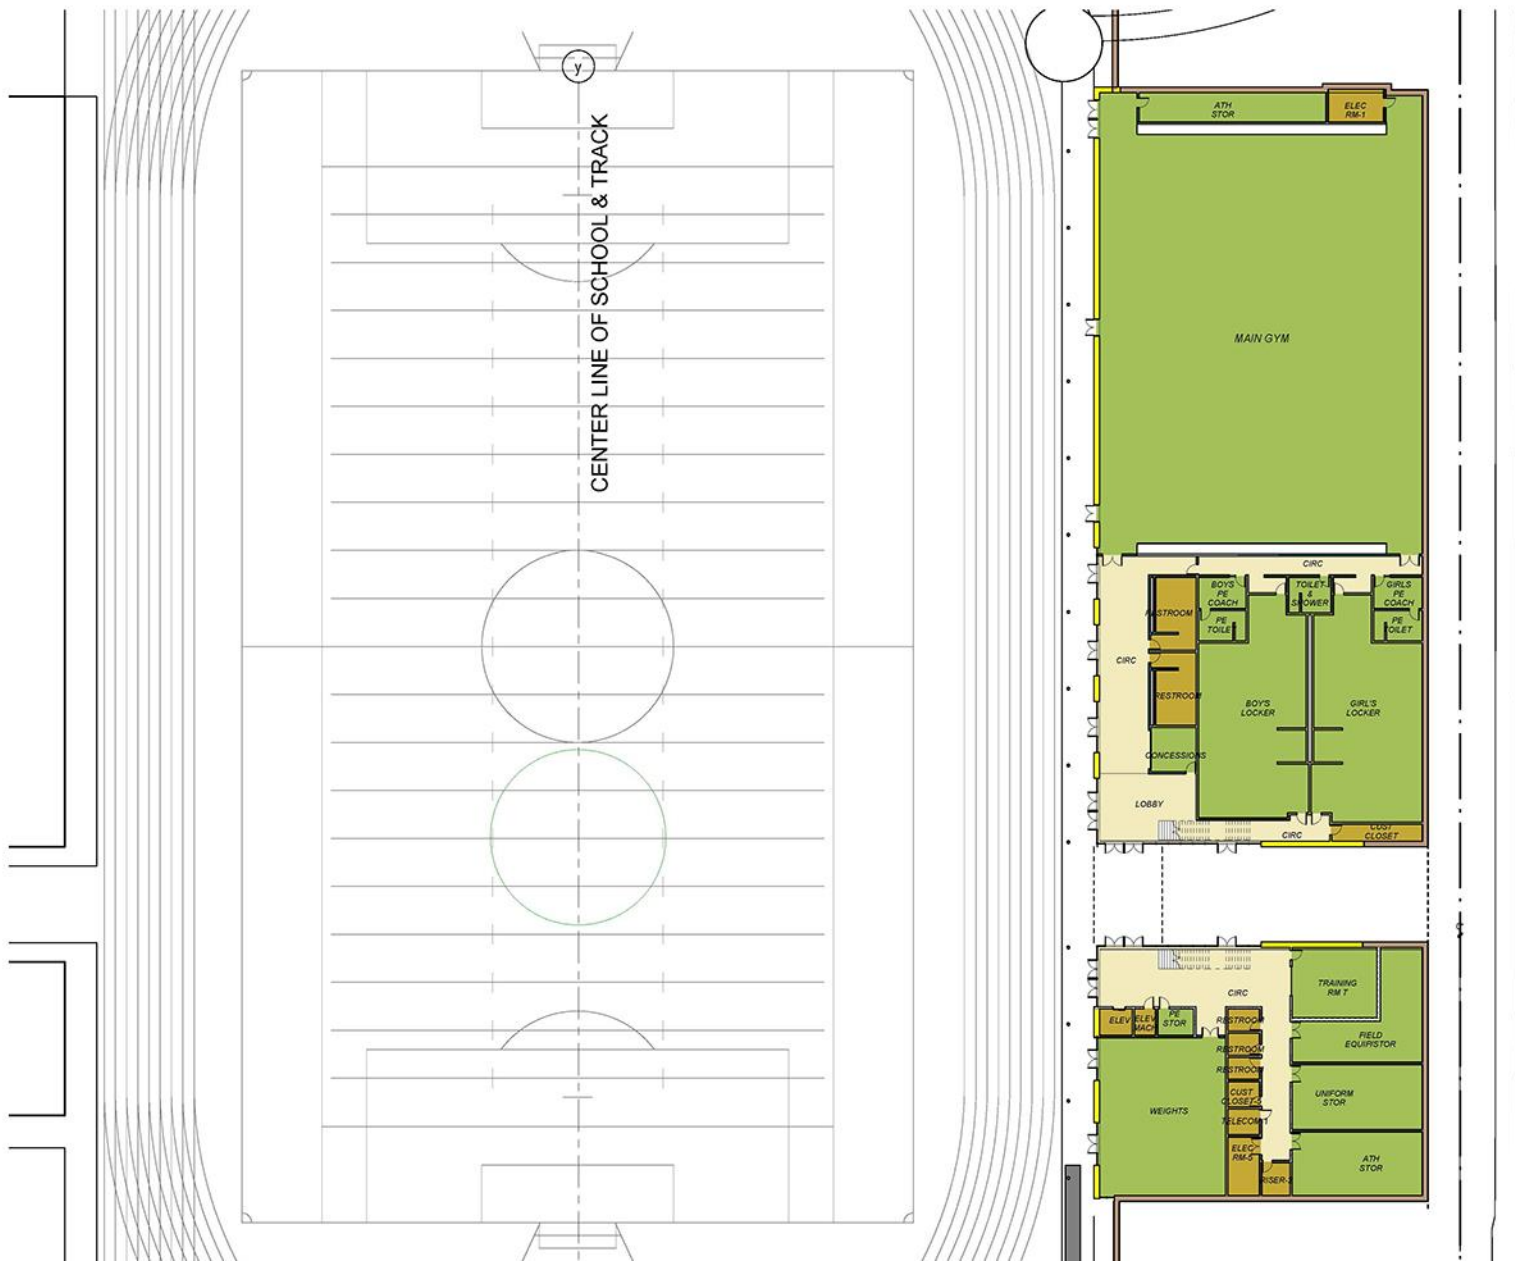 y
CENTER LINE OF SCHOOL & TRACK
ATH
STOR
ELEC
RM-1
MAIN GYM
CIRC
BOYS
PE
COACH
TOILET
&
SHOWER
GIRLS
PE
COACH
RESTROOM
PE
TOILET
PE
TOILET
CIRC
RESTROOM
BOY'S
LOCKER
GIRL'S
LOCKER
CONCESSIONS
LOBBY
CIRC
CUST
CLOSET
TRAINING
RM T
CIRC
ELEV
ELEV
MACH
PE
STOR
RESTROOM
FIELD
EQUIP/STOR
RESTROOM
RESTROOM
CUST
CLOSET-5
UNIFORM
STOR
WEIGHTS
TELECOM-1
ELEC
RM-5
ATH
STOR